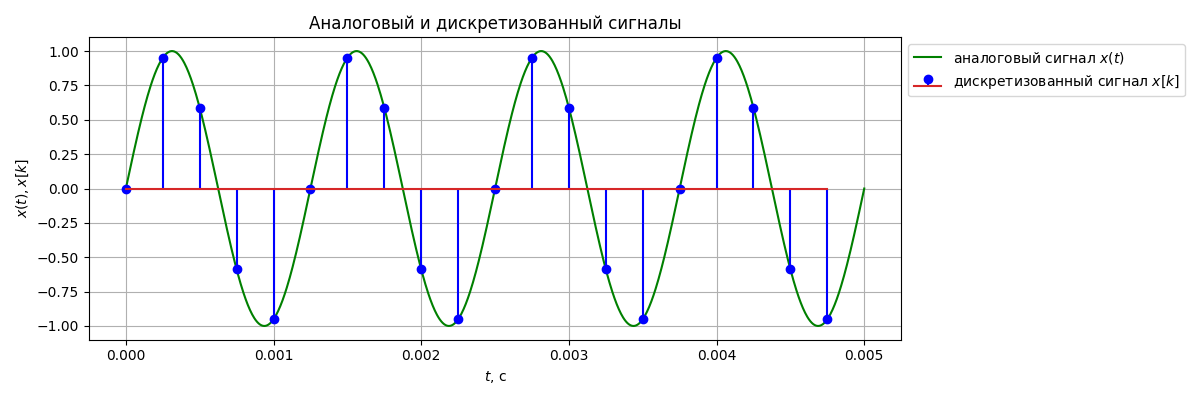 Аналоговый и дискретизованный сигналы
x(t), x[k]
1.00
0.75
0.50
0.25
0.00
−0.25
−0.50
−0.75
−1.00
0.000 0.001 0.002 0.003 0.004 0.005
t, с
аналоговый сигнал x(t)
дискретизованный сигнал x[k]